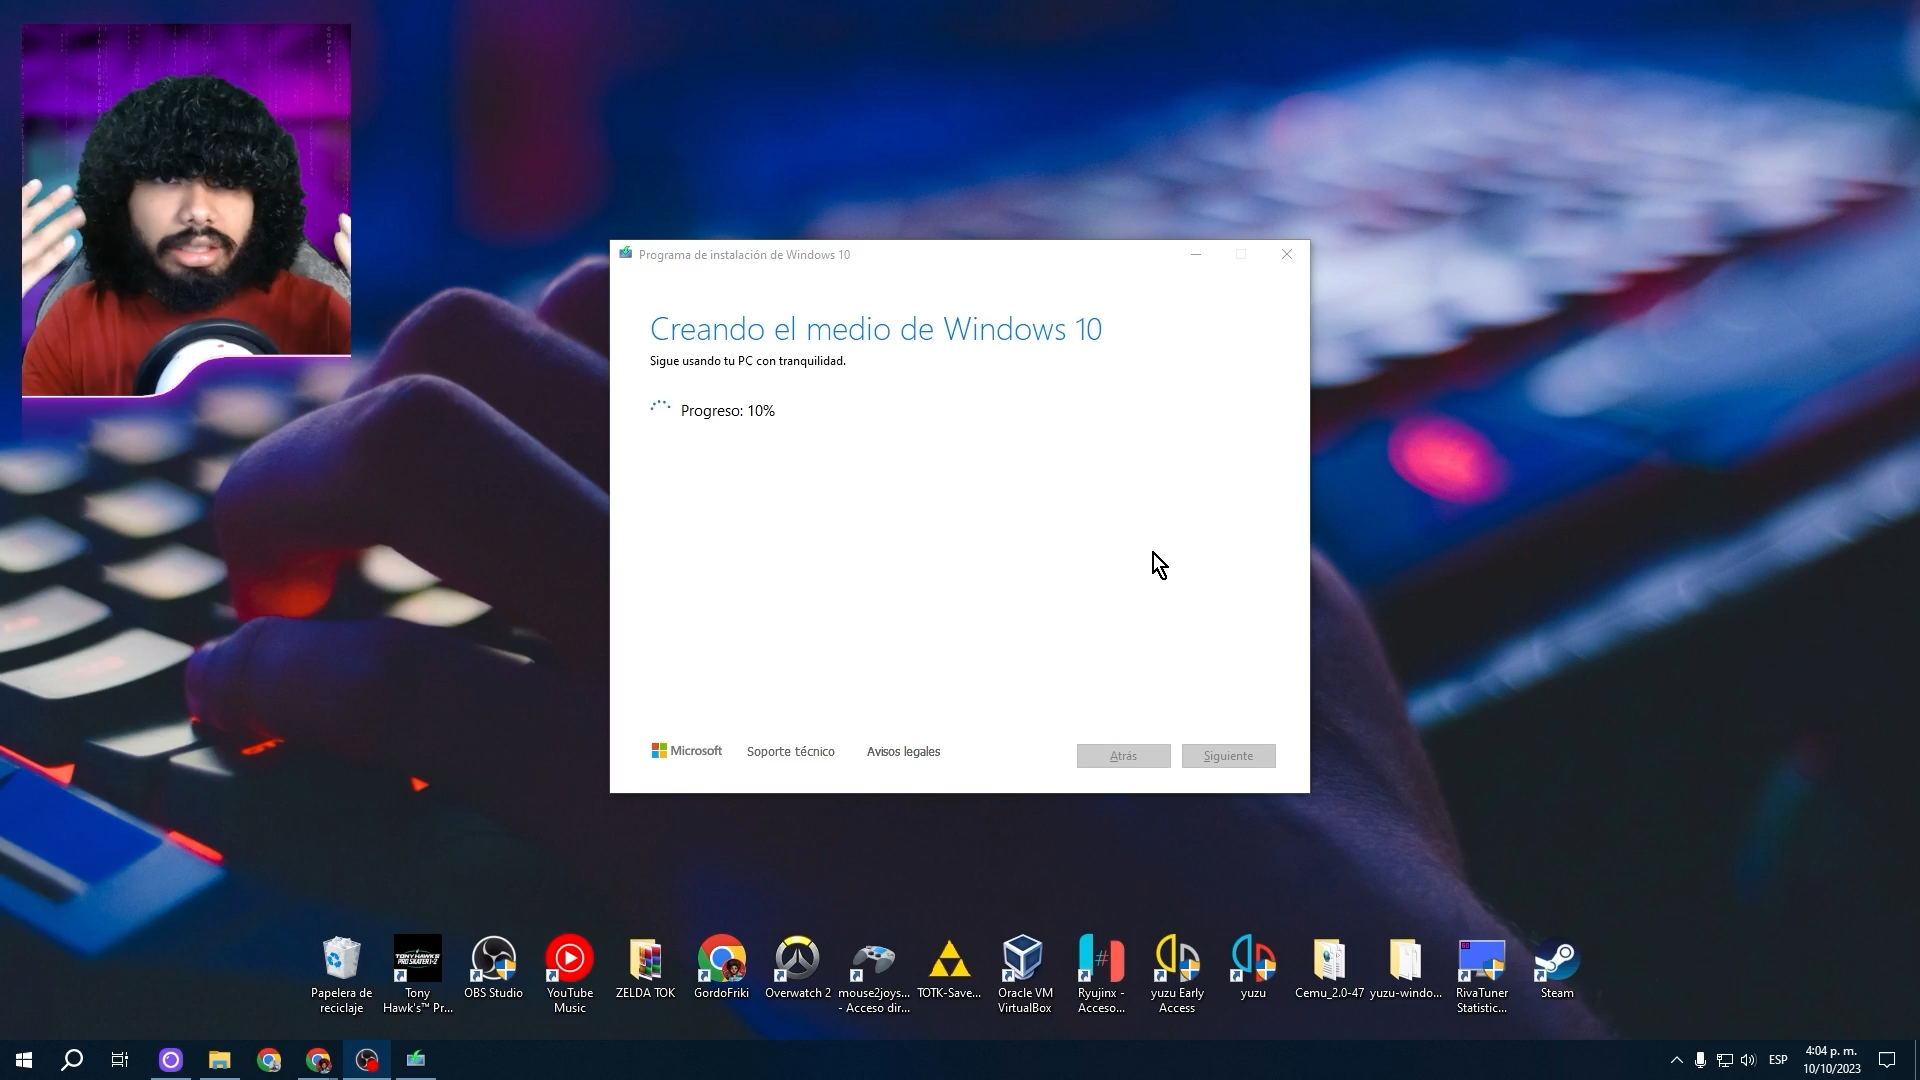 Programa de instalación de Windows 10
Creando el medio de Windows 10
Sigue usando tu PC con tranquilidad.
Progreso: 10%
Microsoft
Soporte técnico
Avisos legales
Atrás
Siguiente
Papelera de
reciclaje
Tony
Hawk's™ Pr...
OBS Studio
YouTube
Music
ZELDA TOK
GordoFriki
Overwatch 2
mouse2joys...
- Acceso dir...
TOTK-Save...
Oracle VM
VirtualBox
Ryujinx -
Acceso...
yuzu Early
Access
yuzu
Cemu_2.0-47
yuzu-windo...
RivaTuner
Statistic...
Steam
ESP
4:04 p. m.
10/10/2023